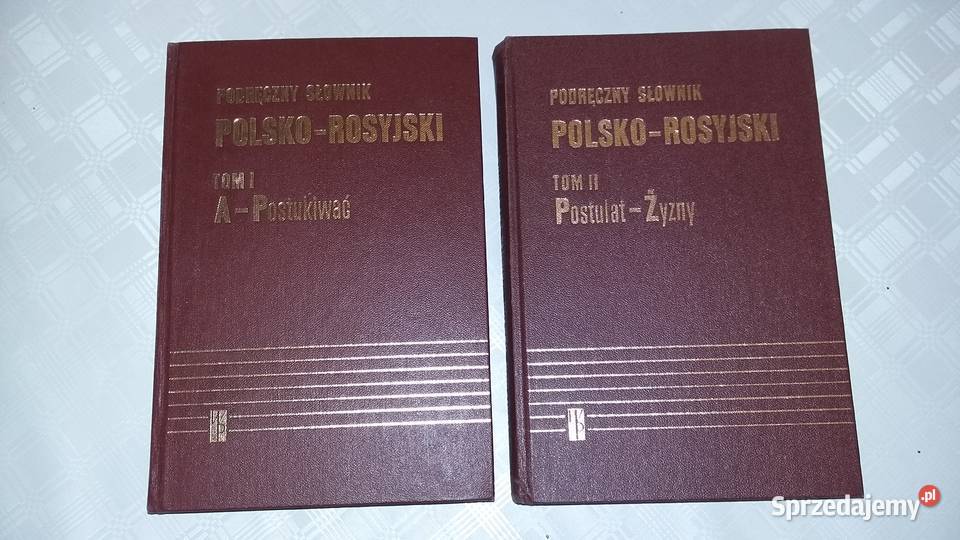 PODRĘCZNY SŁOWNIK
POLSKO-ROSYJSKI
TOM I
A-Postukiwać
PODRĘCZNY SŁOWNIK
POLSKO-ROSYJSKI
TOM II
Postulat-Żyzny
Sprzedajemy.pl